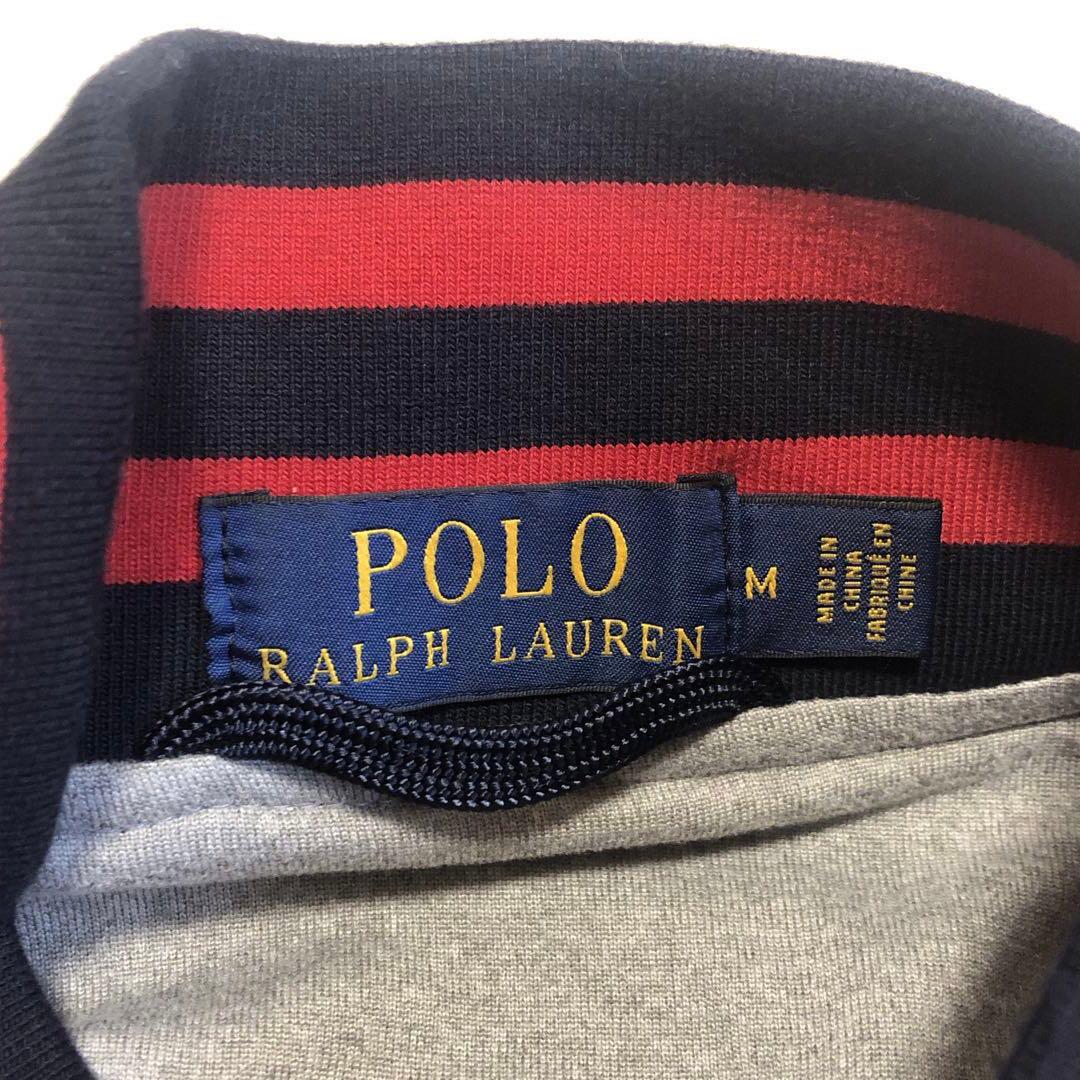 POLO
RALPH LAUREN
M
MADE IN
CHINA
FABRIQUÉ EN
CHINE